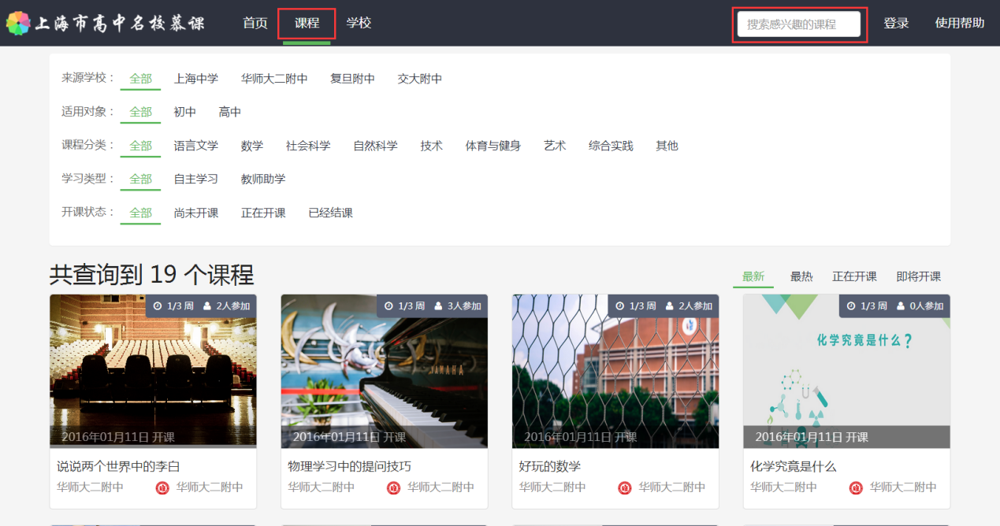 上海市高中名校慕课 首页 课程 学校 搜索感兴趣的课程 登录 使用帮助
来源学校： 全部 上海中学 华师大二附中 复旦附中 交大附中
适用对象： 全部 初中 高中
课程分类： 全部 语言文学 数学 社会科学 自然科学 技术 体育与健身 艺术 综合实践 其他
学习类型： 全部 自主学习 教师助学
开课状态： 全部 尚未开课 正在开课 已经结课
共查询到 19 个课程 最新 最热 正在开课 即将开课
1/3 周 2人参加 1/3 周 3人参加 1/3 周 2人参加 1/3 周 0人参加
化学究竟是什么?
YAMAHA
2016年01月11日 开课 2016年01月11日 开课 2016年01月11日 开课 2016年01月11日 开课
说说两个世界中的李白 物理学习中的提问技巧 好玩的数学 化学究竟是什么
华师大二附中 华师大二附中 华师大二附中 华师大二附中 华师大二附中 华师大二附中 华师大二附中 华师大二附中